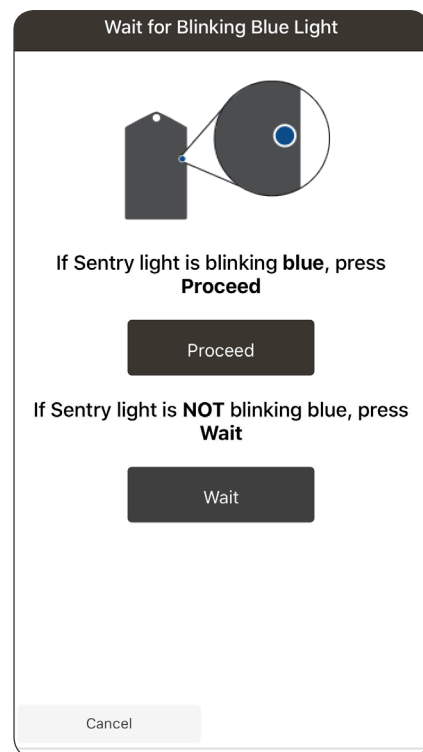 Wait for Blinking Blue Light
If Sentry light is blinking blue, press
Proceed
Proceed
If Sentry light is NOT blinking blue, press
Wait
Wait
Cancel